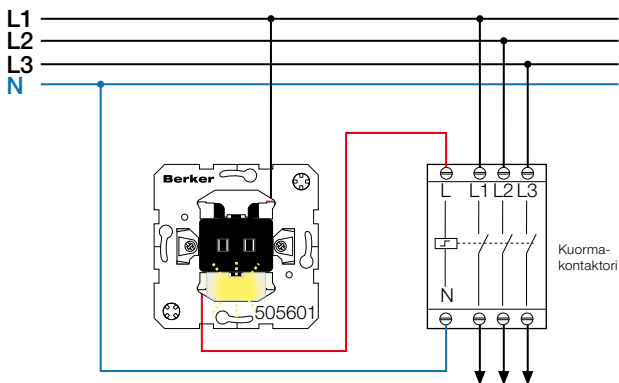 L1
L2
L3
N
Berker
505601
L L1 L2 L3
N
Kuorma-
kontaktori